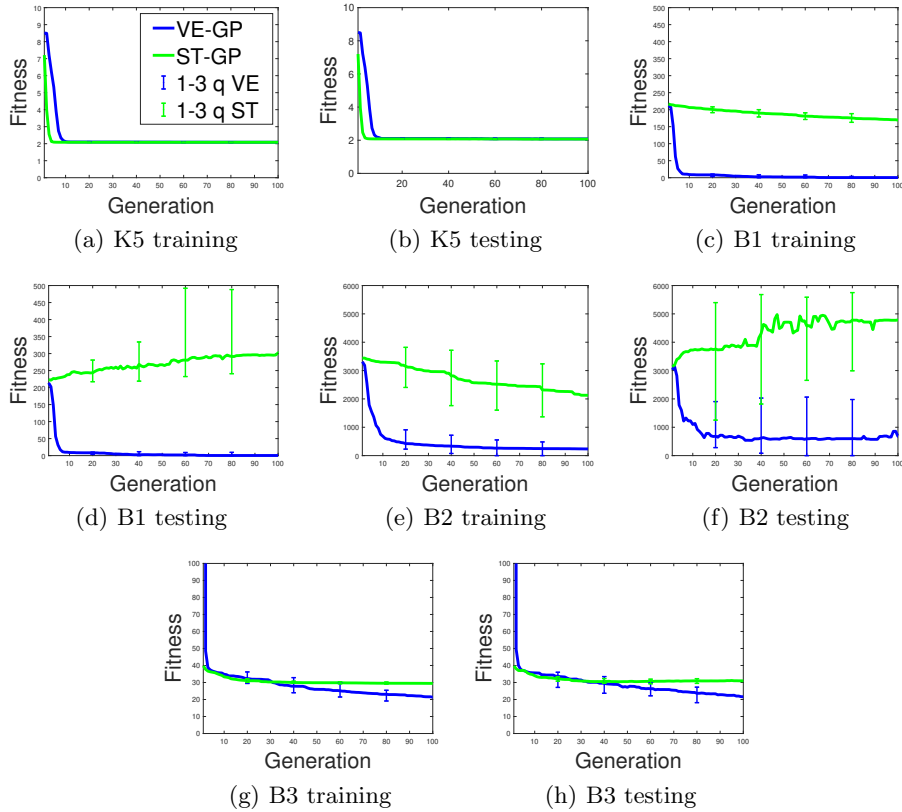 Fitness
10
9
8
7
6
5
4
3
2
1
0
VE-GP
ST-GP
1-3 q VE
1-3 q ST
10 20 30 40 50 60 70 80 90 100
Generation
(a) K5 training
Fitness
10
8
6
4
2
0
20 40 60 80 100
Generation
(b) K5 testing
Fitness
500
450
400
350
300
250
200
150
100
50
0
10 20 30 40 50 60 70 80 90 100
Generation
(c) B1 training
Fitness
500
450
400
350
300
250
200
150
100
50
0
10 20 30 40 50 60 70 80 90 100
Generation
(d) B1 testing
Fitness
6000
5000
4000
3000
2000
1000
0
10 20 30 40 50 60 70 80 90 100
Generation
(e) B2 training
Fitness
6000
5000
4000
3000
2000
1000
0
10 20 30 40 50 60 70 80 90 100
Generation
(f) B2 testing
Fitness
100
90
80
70
60
50
40
30
20
10
0
10 20 30 40 50 60 70 80 90 100
Generation
(g) B3 training
Fitness
100
90
80
70
60
50
40
30
20
10
0
10 20 30 40 50 60 70 80 90 100
Generation
(h) B3 testing